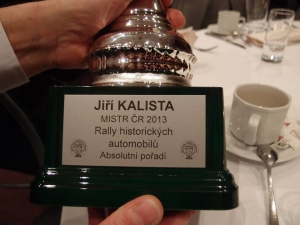 Jiří KALISTA
MISTR ČR 2013
Rally historických
automobilů
Absolutní pořadí